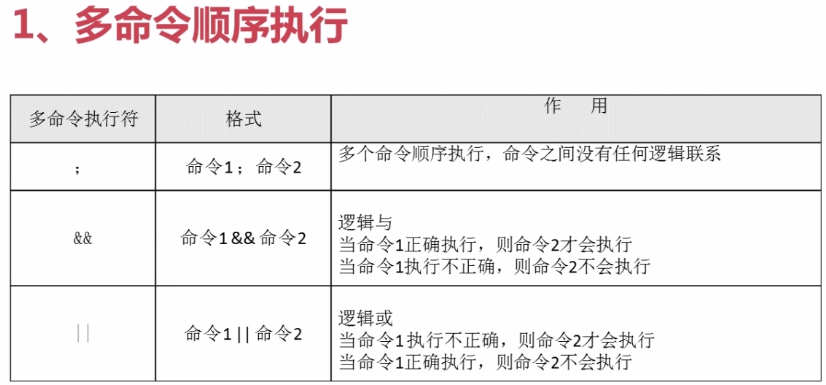 1、多命令顺序执行
多命令执行符 格式 作 用
; 命令1；命令2 多个命令顺序执行，命令之间没有任何逻辑联系
&& 命令1&& 命令2 逻辑与
当命令1正确执行，则命令2才会执行
当命令1执行不正确，则命令2不会执行
|| 命令1 || 命令2 逻辑或
当命令1执行不正确，则命令2才会执行
当命令1正确执行，则命令2不会执行